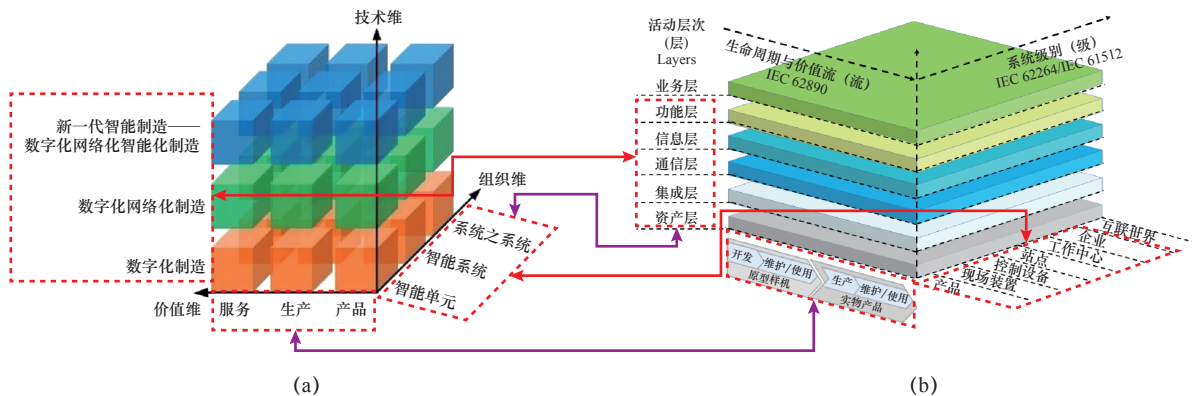 技术维
新一代智能制造——
数字化网络化智能化制造
数字化网络化制造
数字化制造
组织维
系统之系统
智能系统
智能单元
价值维
服务
生产
产品
(a)
活动层次
(层)
Layers
生命周期与价值流（流）
IEC 62890
系统级别（级）
IEC 62264/IEC 61512
业务层
功能层
信息层
通信层
集成层
资产层
开发
维护/使用
原型样机
生产
维护/使用
实物产品
互联世界
企业
工作中心
站点
控制设备
现场装置
产品
(b)